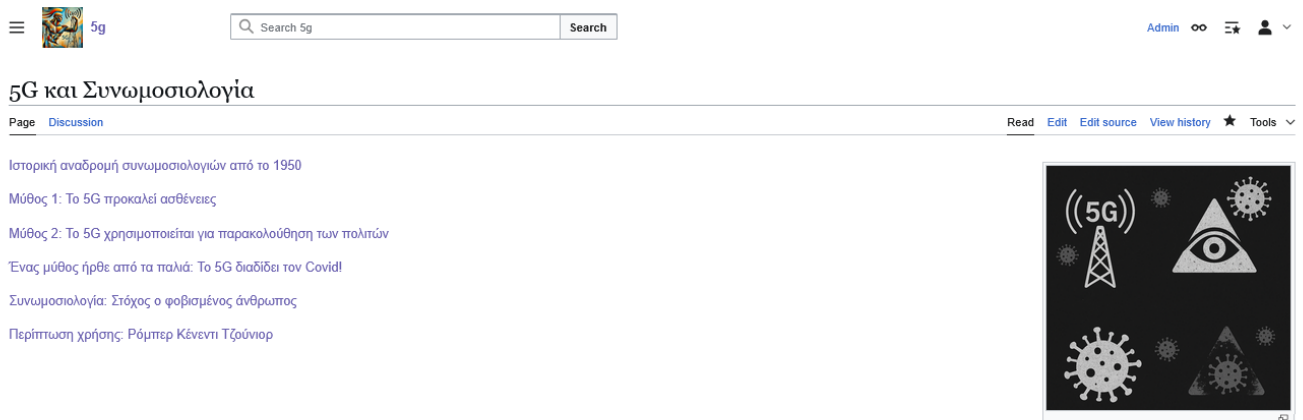 5g
Search 5g
Search
Admin
5G και Συνωμοσιολογία
Page Discussion
Read Edit Edit source View history Tools
Ιστορική αναδρομή συνωμοσιολογιών από το 1950
Μύθος 1: Το 5G προκαλεί ασθένειες
Μύθος 2: Το 5G χρησιμοποιείται για παρακολούθηση των πολιτών
Ένας μύθος ήρθε από τα παλιά: Το 5G διαδίδει τον Covid!
Συνωμοσιολογία: Στόχος ο φοβισμένος άνθρωπος
Περίπτωση χρήσης: Ρόμπερ Κένεντι Τζούνιορ
5G